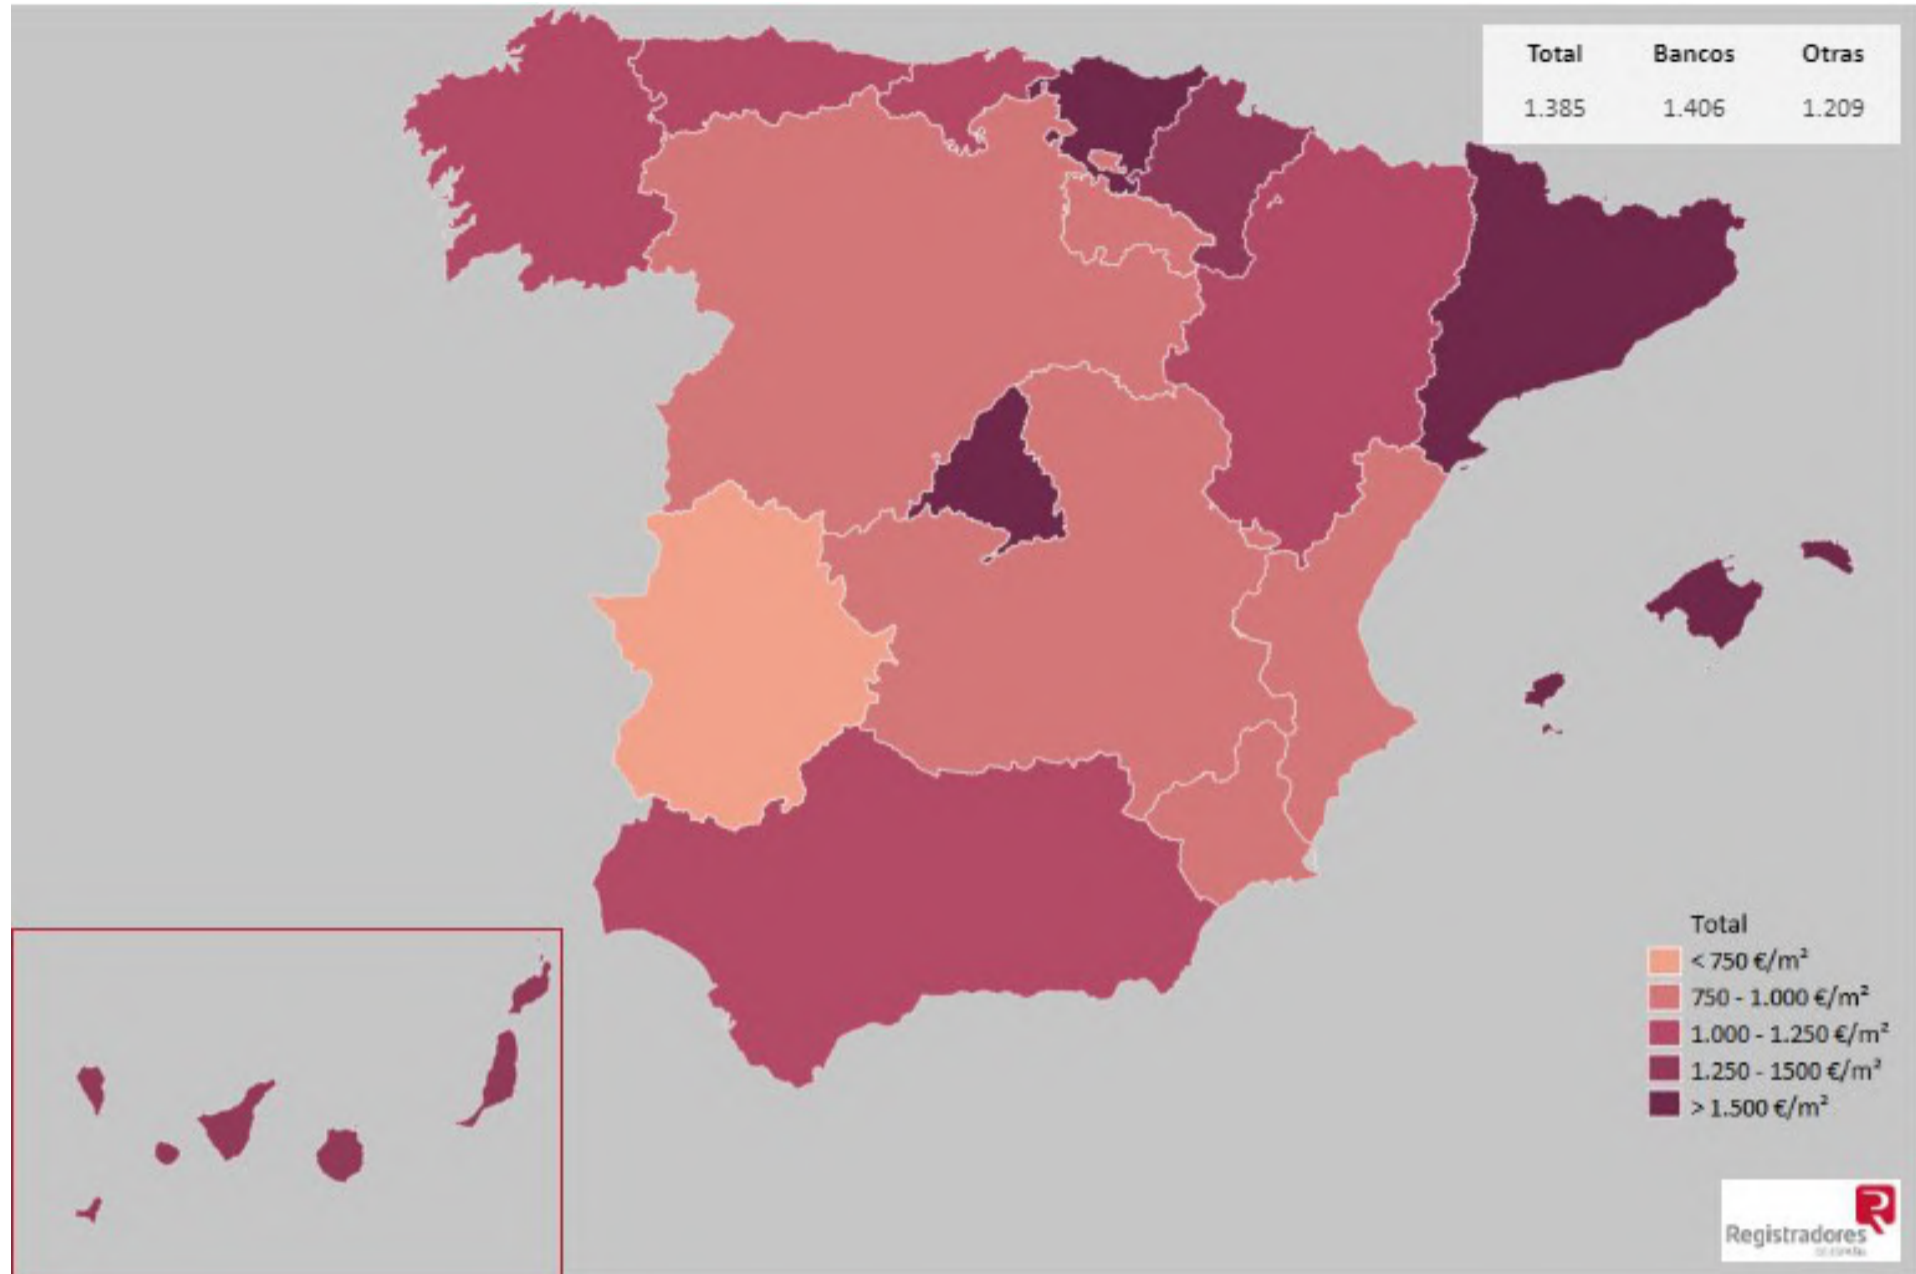 Total Bancos Otras
1.385 1.406 1.209
Total
< 750 €/m²
750 - 1.000 €/m²
1.000 - 1.250 €/m²
1.250 - 1500 €/m²
> 1.500 €/m²
Registradores